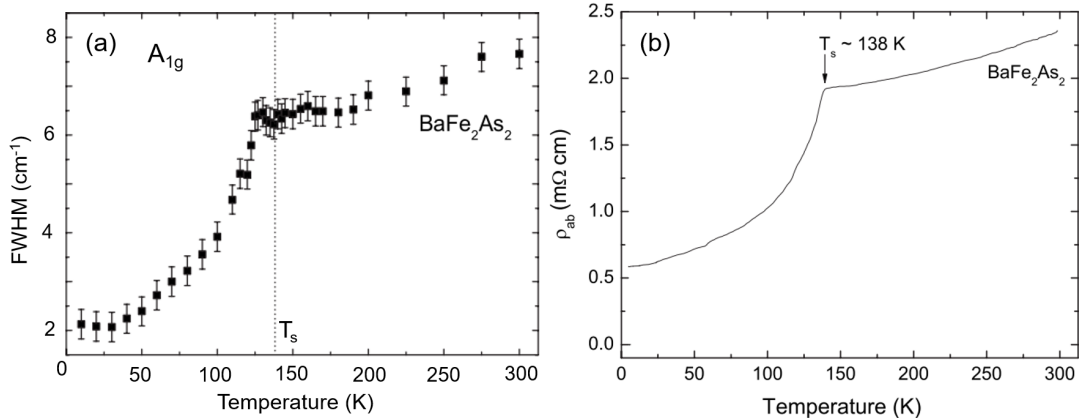 (a)
A₁g
BaFe₂As₂
Tₛ
FWHM (cm⁻¹)
8
6
4
2
0 50 100 150 200 250 300
Temperature (K)
(b)
Tₛ ~ 138 K
BaFe₂As₂
ρab (mΩ cm)
2.5
2.0
1.5
1.0
0.5
0.0
0 50 100 150 200 250 300
Temperature (K)